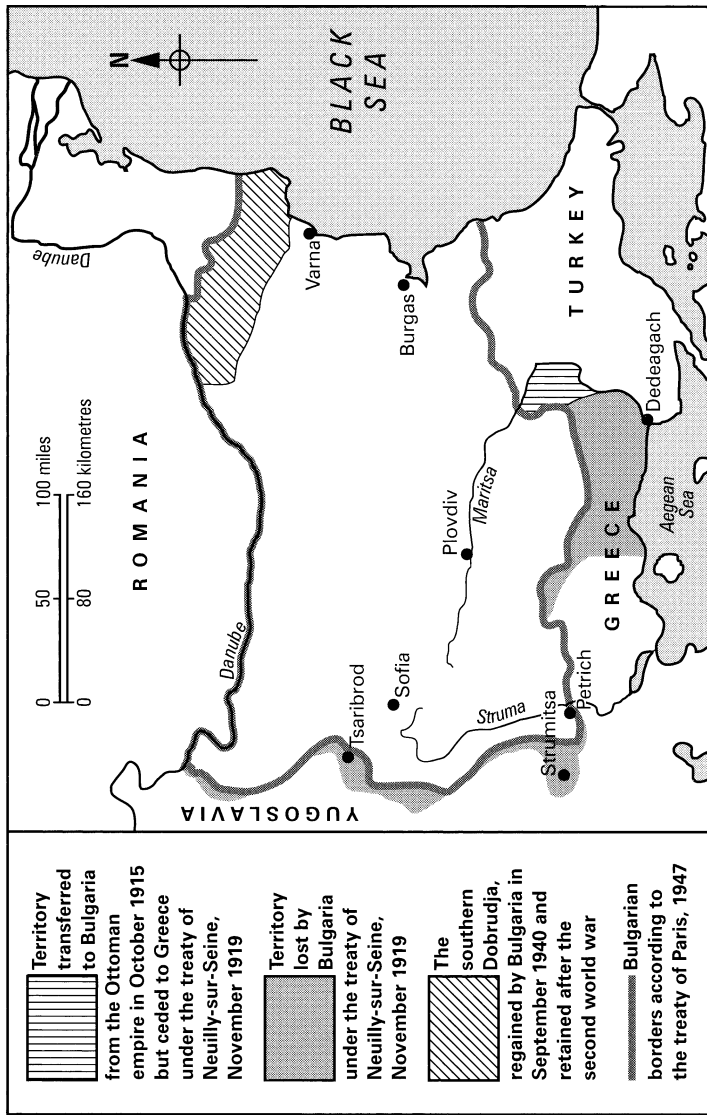 N
BLACK
SEA
ROMANIA
Danube
Danube
100 miles
50
0
160 kilometres
80
0
Varna
Burgas
TURKEY
Dedeagach
Maritsa
Plovdiv
Sofia
Tsaribrod
Struma
Strumitsa
Petrich
YUGOSLAVIA
GREECE
Aegean
Sea
Territory
transferred
to Bulgaria
from the Ottoman
empire in October 1915
but ceded to Greece
under the treaty of
Neuilly-sur-Seine,
November 1919
Territory
lost by
Bulgaria
under the treaty of
Neuilly-sur-Seine,
November 1919
The
southern
Dobrudja,
regained by Bulgaria in
September 1940 and
retained after the
second world war
Bulgarian
borders according to
the treaty of Paris, 1947